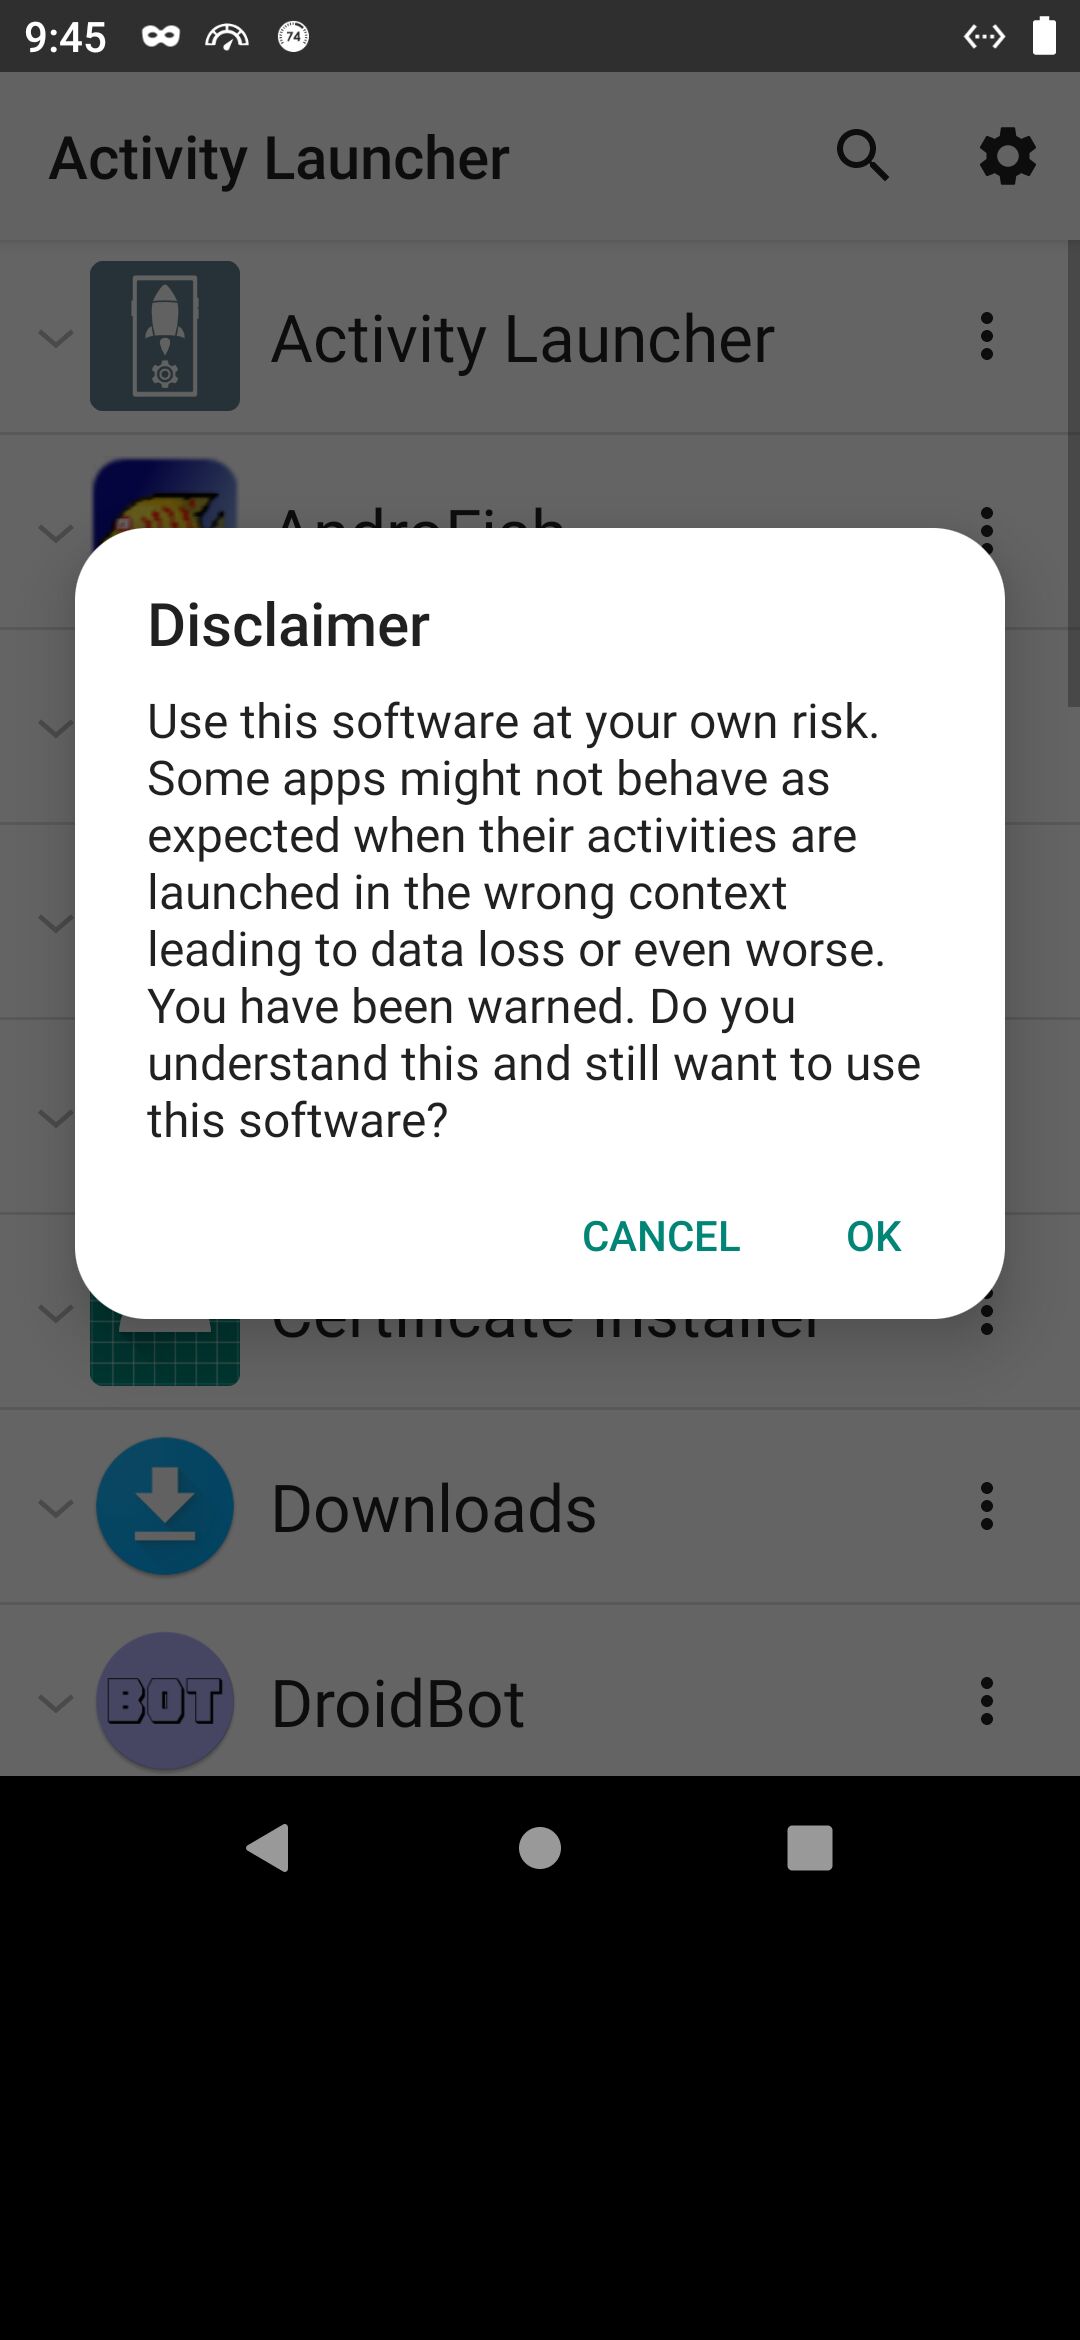 9:45
74
Activity Launcher
Activity Launcher
AndroFish
Disclaimer
Use this software at your own risk.
Some apps might not behave as
expected when their activities are
launched in the wrong context
leading to data loss or even worse.
You have been warned. Do you
understand this and still want to use
this software?
CANCEL
OK
Certificate Installer
Downloads
BOT
DroidBot